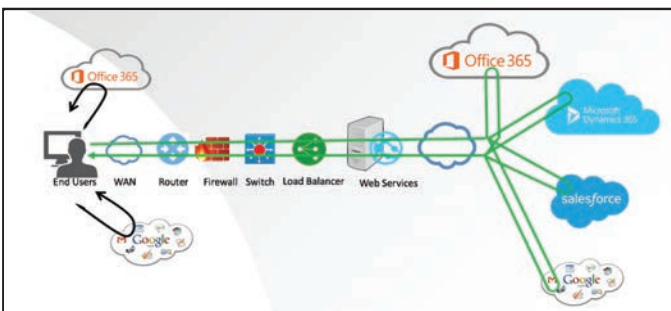 Office 365
Office 365
Microsoft
Dynamics 365
salesforce
End Users
WAN
Router
Firewall
Switch
Load Balancer
Web Services
Google
Google